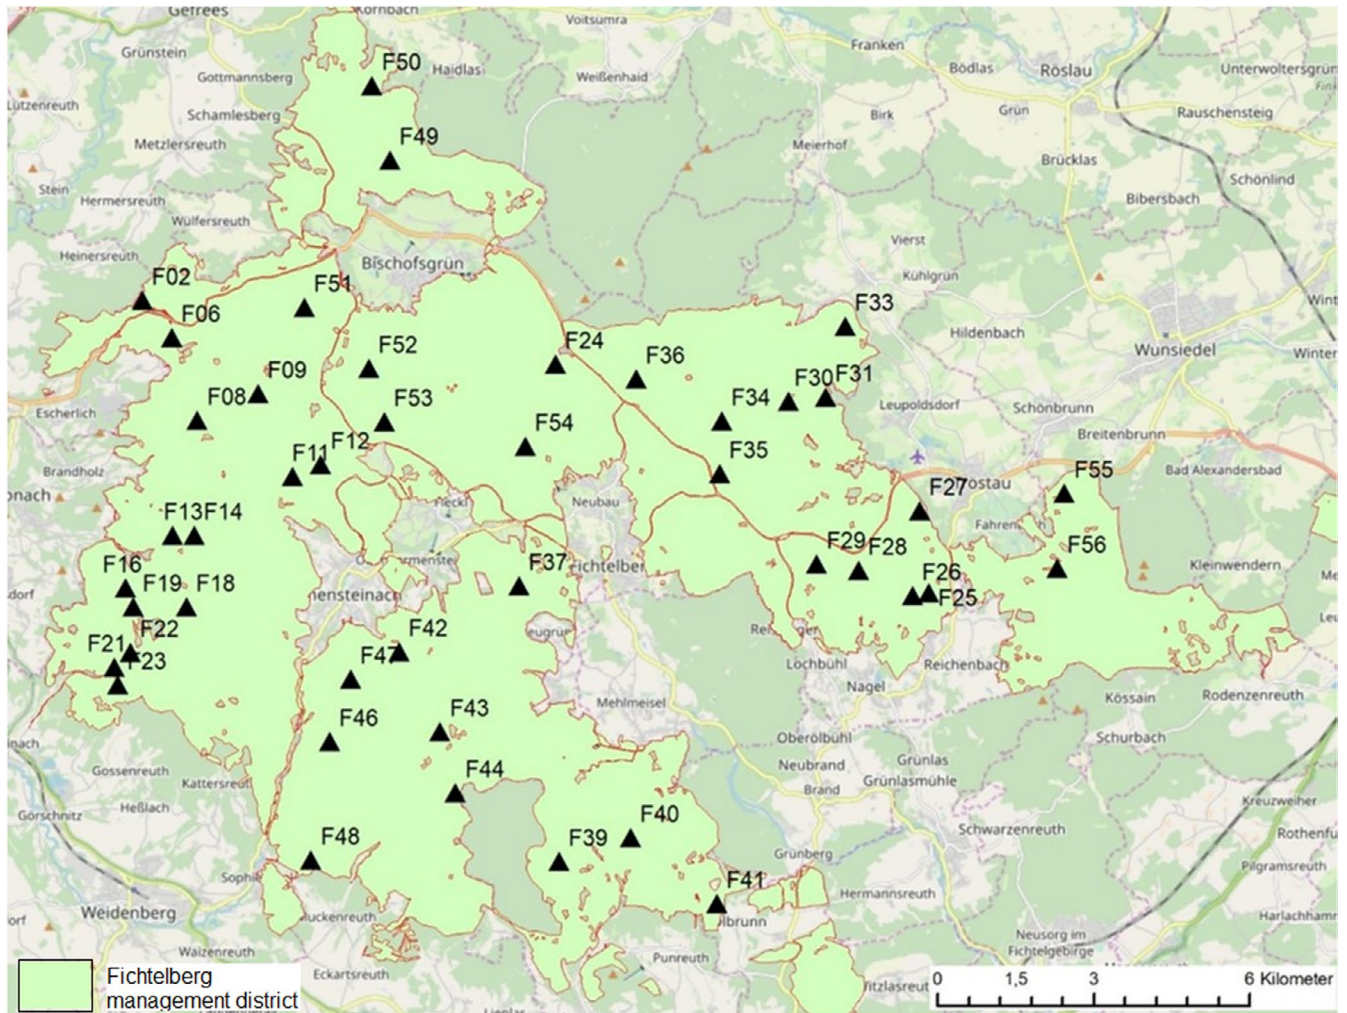 Gefrees
Kornbach
Voitsumra
Grünstein
Franken
F50
Haidlas
Weißenhaid
Bödlas
Röslau
Gottmannsberg
Lützenreuth
Schamlesberg
Birk
Grün
Rauschensteig
F49
Metzlersreuth
Meierhof
Brücklas
Stein
Hermersreuth
Schönlind
Bibersbach
Wülfersreuth
Heinersreuth
Bischofsgrün
Vierst
Kühlgrün
F02
F51
F33
F06
Hildenbach
F52
F24
F36
Wunsiedel
F09
F08
F53
F34
F30
F31
Leupoldsdorf
Schönbrunn
Escherlich
F54
F12
F11
F35
Breitenbrunn
Brandholz
Bad Alexandersbad
F27
F55
Fleckl
Neubau
F13
F14
F29
F28
F56
F16
F19
F18
F37
Kleinwendern
F26
F25
F22
F21
F23
F42
F47
Lochbühl
Reichenbach
Nagel
Kössain
Rodenzenreuth
Mehlmeisel
F46
F43
Oberölbühl
Schurbach
Gossenreuth
Neubrand
Grünlas
Grünlasmühle
F44
Brand
Heßlach
Görschnitz
Kreuzweiher
F48
F39
F40
Schwarzenreuth
Grünberg
Pilgramsreuth
F41
Hermannsreuth
Weidenberg
Neusorg im
Fichtelgebirge
Waizenreuth
Eckartsreuth
Punreuth
Fichtelberg
management district
0 1,5 3 6 Kilometer